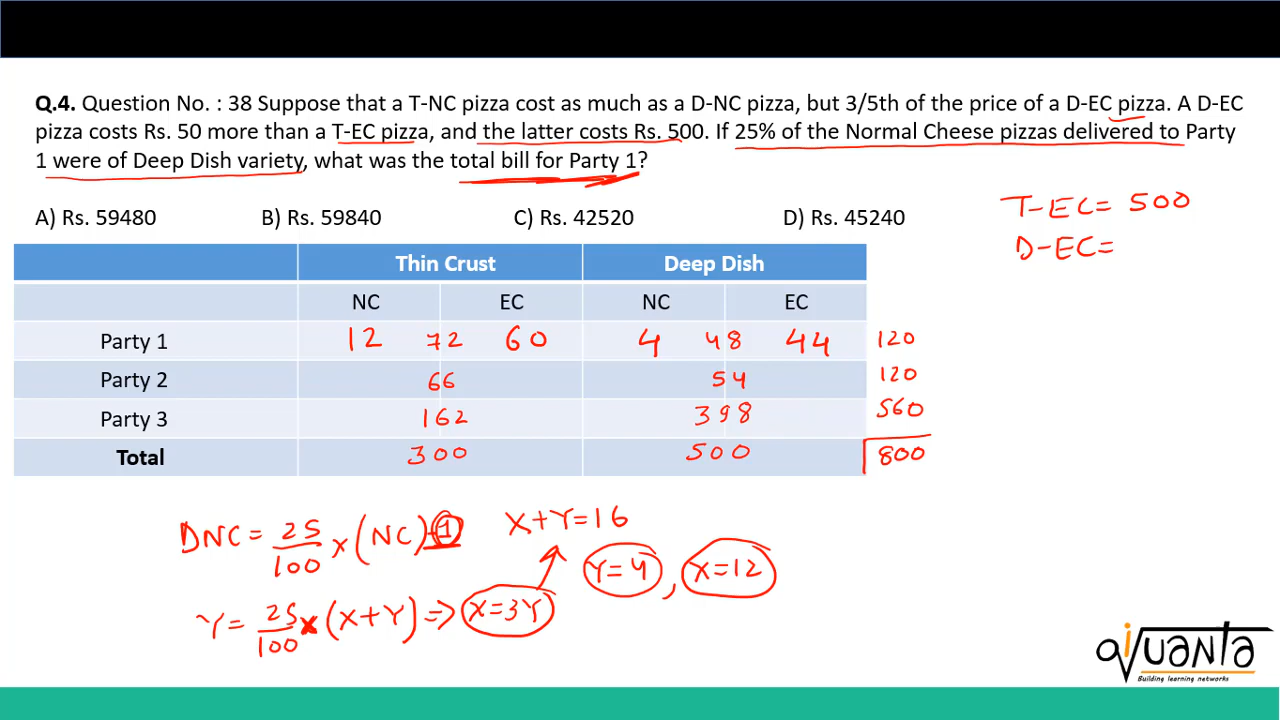 Q.4. Question No. : 38 Suppose that a T-NC pizza cost as much as a D-NC pizza, but 3/5th of the price of a D-EC pizza. A D-EC
pizza costs Rs. 50 more than a T-EC pizza, and the latter costs Rs. 500. If 25% of the Normal Cheese pizzas delivered to Party
1 were of Deep Dish variety, what was the total bill for Party 1?
T-EC= 500
A) Rs. 59480 B) Rs. 59840 C) Rs. 42520 D) Rs. 45240
D-EC=
Thin Crust Deep Dish
NC EC NC EC
Party 1 12 72 60 4 48 44 120
Party 2 66 54 120
Party 3 162 398 560
Total 300 500 800
DNC = 25/100 × (NC)-1 X+Y=16
Y=4, X=12
Y= 25/100 × (X+Y) => X=3Y
aiQuanta
Building learning networks